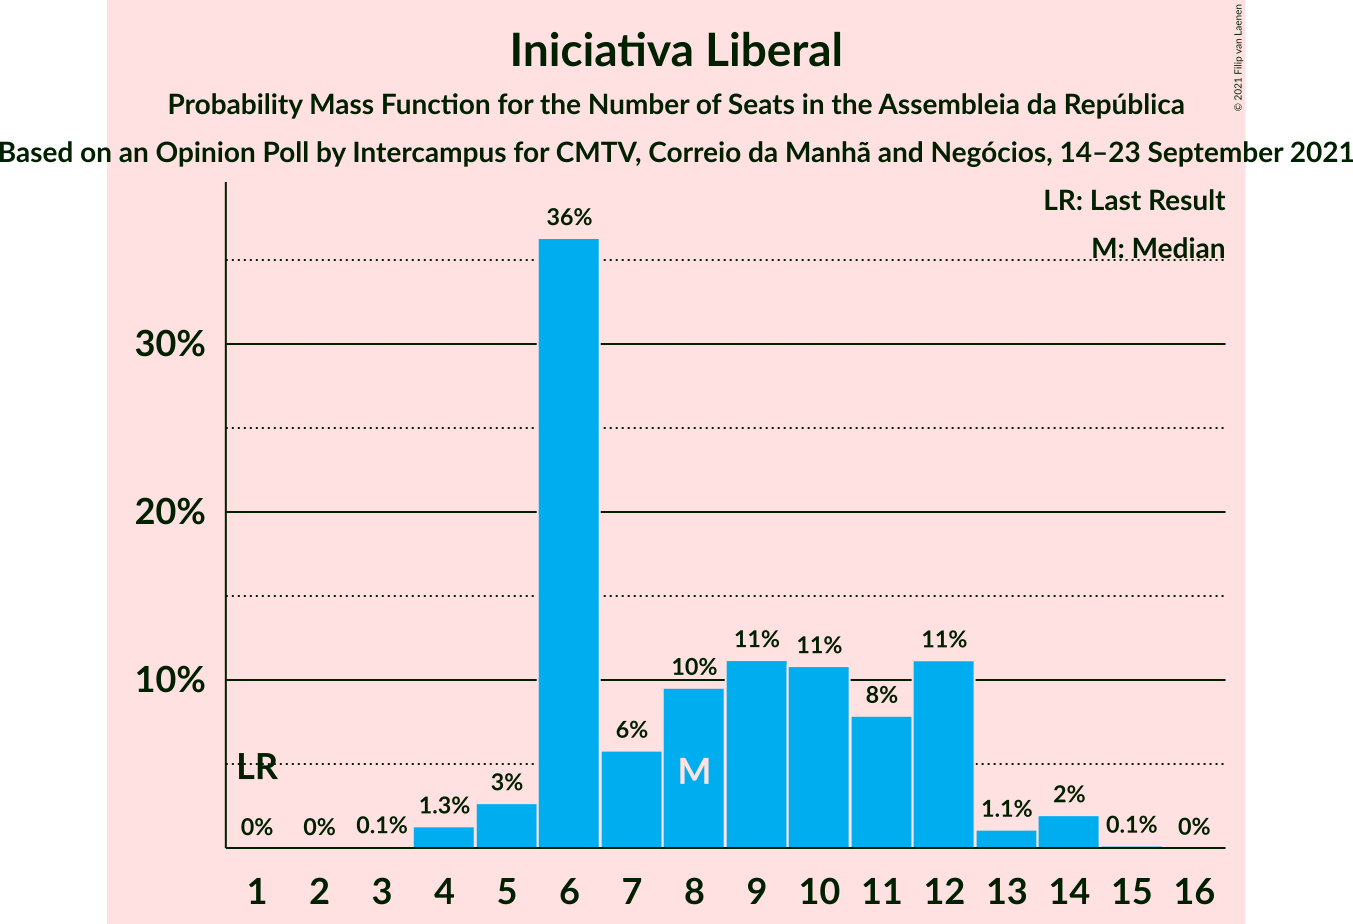 Iniciativa Liberal
Probability Mass Function for the Number of Seats in the Assembleia da República
Based on an Opinion Poll by Intercampus for CMTV, Correio da Manhã and Negócios, 14–23 September 2021
© 2021 Filip van Laenen
LR: Last Result
M: Median
30%
20%
10%
LR
M
0%
0%
0.1%
1.3%
3%
36%
6%
10%
11%
11%
8%
11%
1.1%
2%
0.1%
0%
1 2 3 4 5 6 7 8 9 10 11 12 13 14 15 16